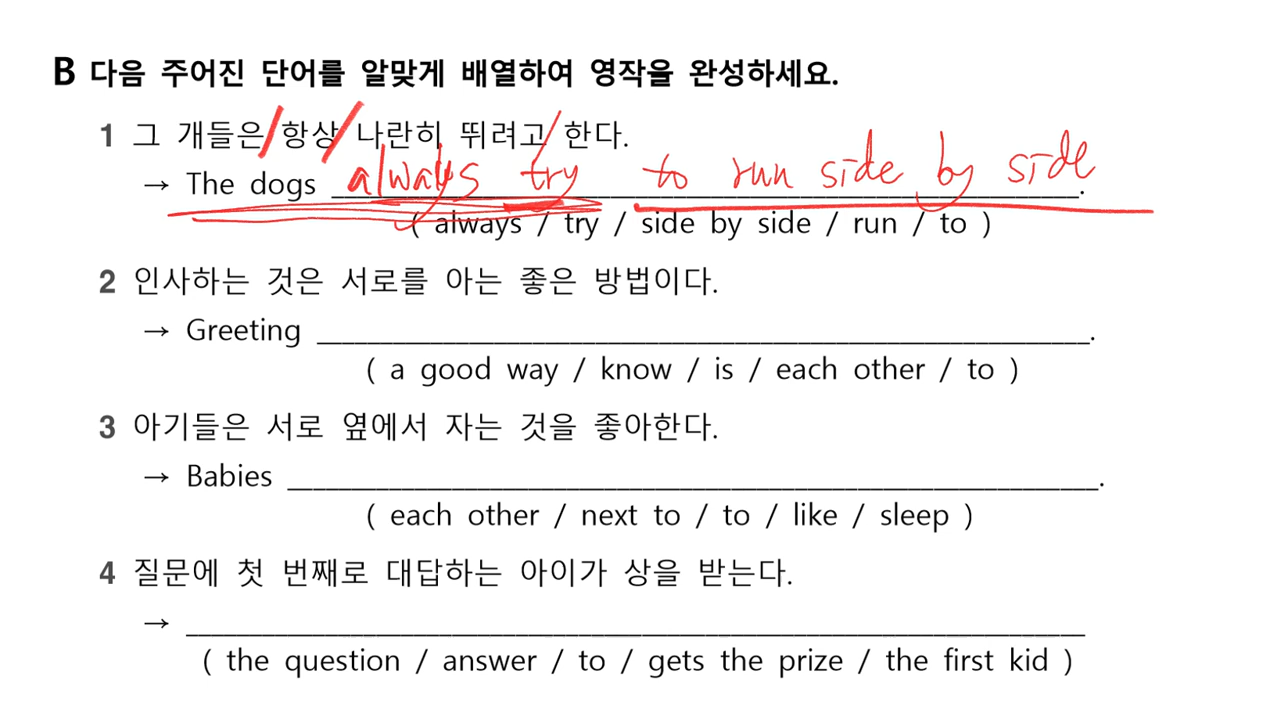 B 다음 주어진 단어를 알맞게 배열하여 영작을 완성하세요.
1 그 개들은/항상/나란히 뛰려고/한다.
→ The dogs always try to run side by side.
( always / try / side by side / run / to )
2 인사하는 것은 서로를 아는 좋은 방법이다.
→ Greeting ______.
( a good way / know / is / each other / to )
3 아기들은 서로 옆에서 자는 것을 좋아한다.
→ Babies ______.
( each other / next to / to / like / sleep )
4 질문에 첫 번째로 대답하는 아이가 상을 받는다.
→ ______
( the question / answer / to / gets the prize / the first kid )